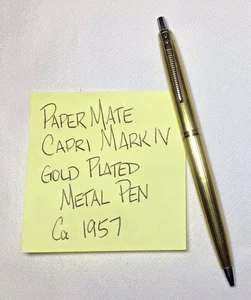 PAPER MATE
CAPRI MARK IV
GOLD PLATED
METAL PEN
Ca 1957